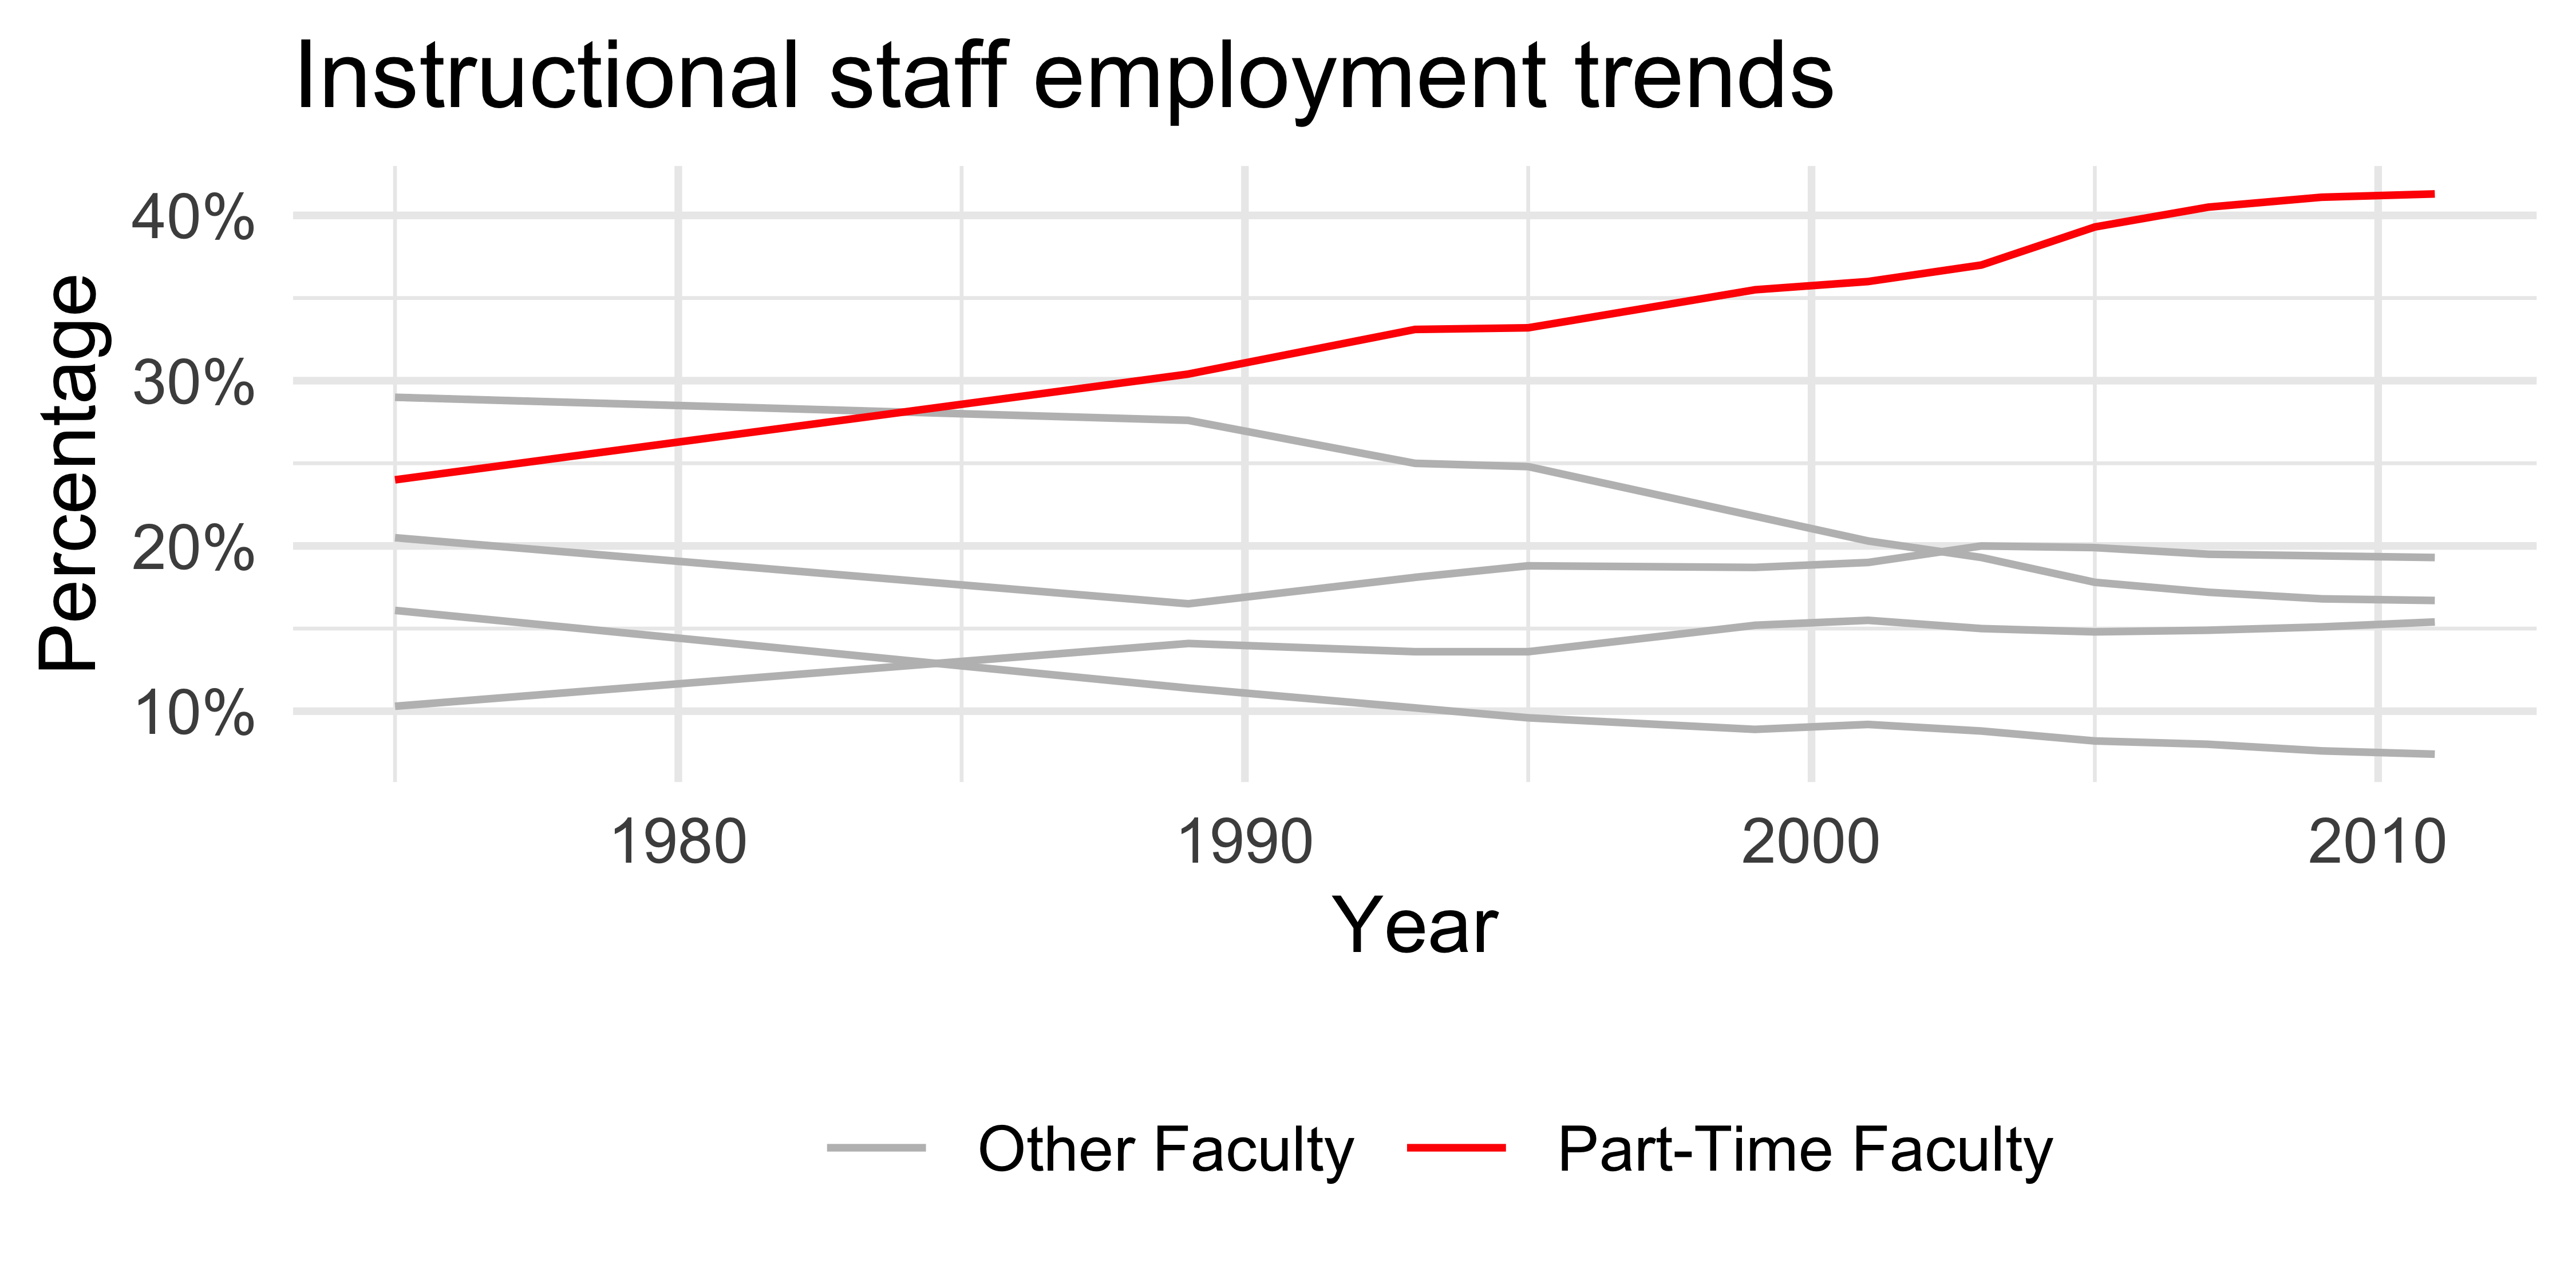 Instructional staff employment trends
40%
30%
20%
10%
Percentage
1980 1990 2000 2010
Year
Other Faculty Part-Time Faculty